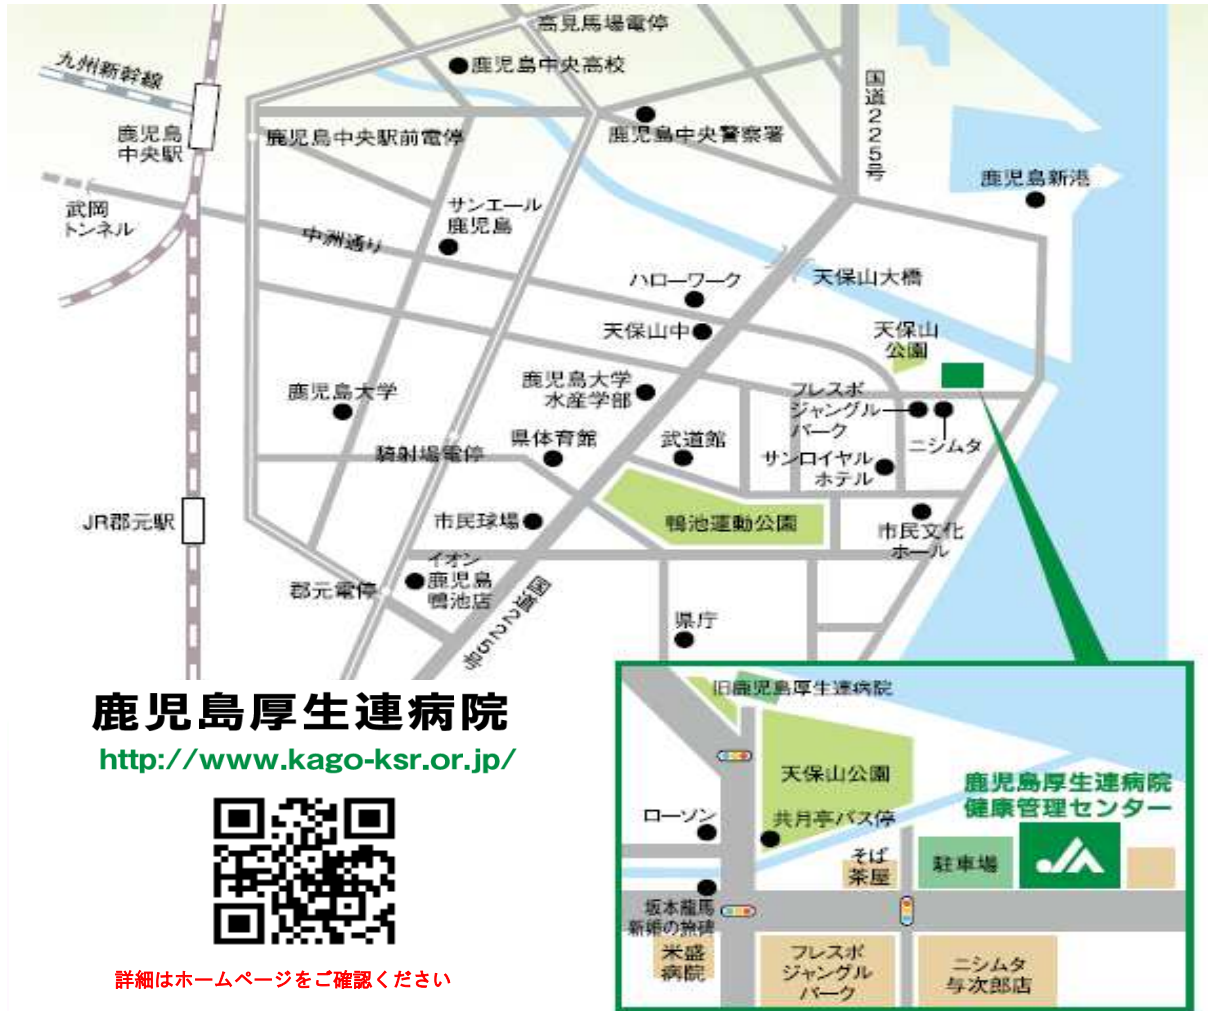 高見馬場電停
九州新幹線
鹿児島中央高校
国道225号
鹿児島
中央駅
鹿児島中央駅前電停
鹿児島中央警察署
鹿児島新港
武岡
トンネル
サンエール
鹿児島
中洲通り
ハローワーク
天保山大橋
天保山中
天保山
公園
鹿児島大学
鹿児島大学
水産学部
フレスポ
ジャングル
パーク
騎射場電停
県体育館
武道館
サンロイヤル
ホテル
ニシムタ
JR郡元駅
市民球場
鴨池運動公園
市民文化
ホール
郡元電停
イオン
鹿児島
鴨池店
国道225号
県庁
鹿児島厚生連病院
http://www.kago-ksr.or.jp/
詳細はホームページをご確認ください
旧鹿児島厚生連病院
天保山公園
鹿児島厚生連病院
健康管理センター
ローソン
共月亭バス停
そば
茶屋
駐車場
JA
坂本龍馬
新婚の旅碑
米盛
病院
フレスポ
ジャングル
パーク
ニシムタ
与次郎店